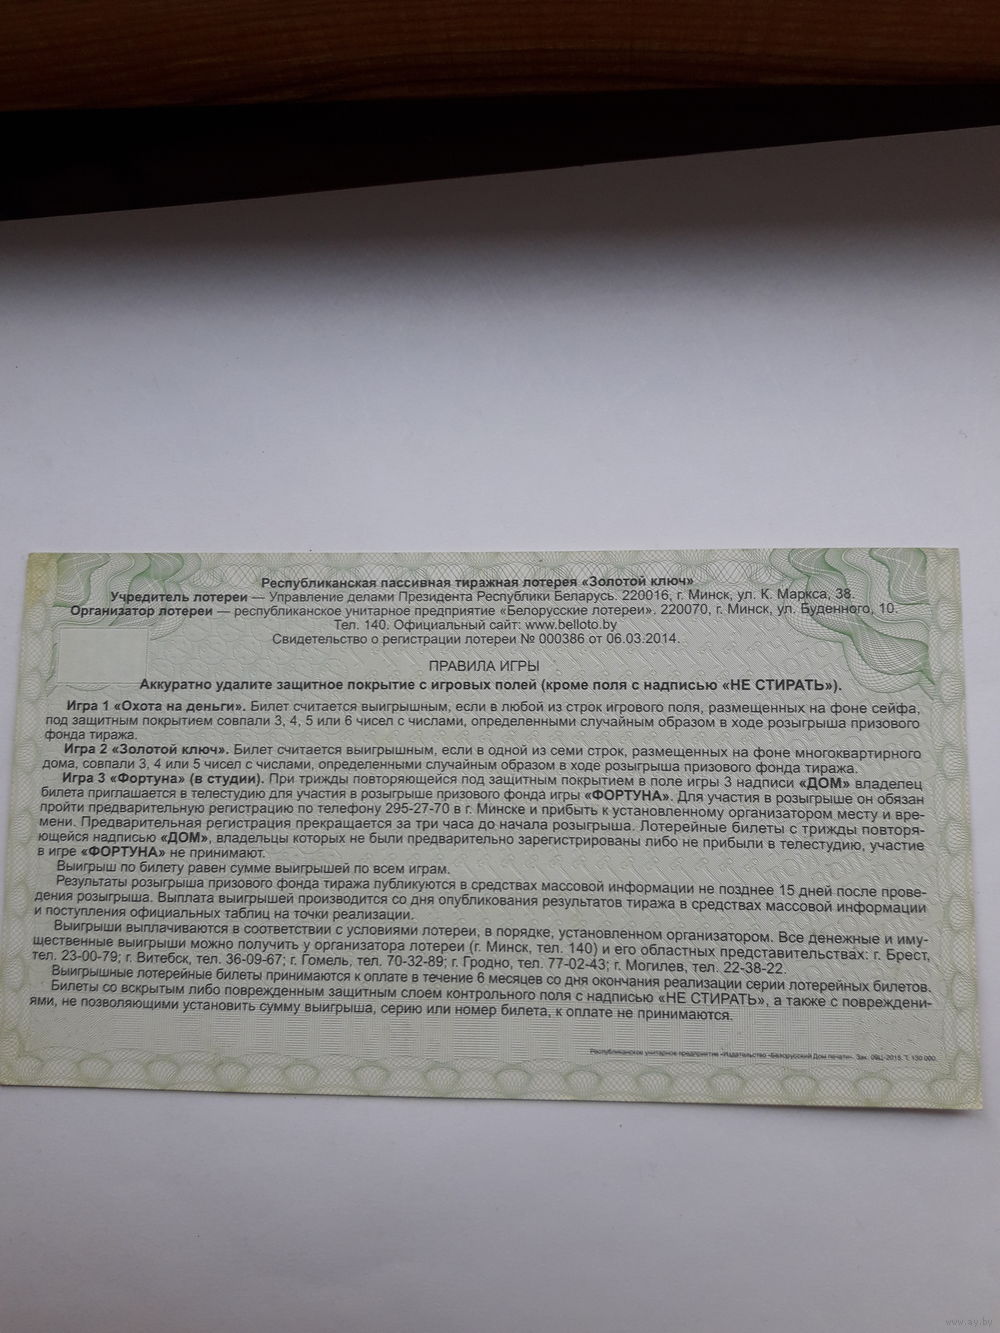 Республиканская пассивная тиражная лотерея «Золотой ключ»
Учредитель лотереи — Управление делами Президента Республики Беларусь. 220016, г. Минск, ул. К. Маркса, 38.
Организатор лотереи — республиканское унитарное предприятие «Белорусские лотереи». 220070, г. Минск, ул. Буденного, 10.
Тел. 140. Официальный сайт: www.belloto.by
Свидетельство о регистрации лотереи № 000386 от 06.03.2014.
ПРАВИЛА ИГРЫ
Аккуратно удалите защитное покрытие с игровых полей (кроме поля с надписью «НЕ СТИРАТЬ»).
Игра 1 «Охота на деньги». Билет считается выигрышным, если в любой из строк игрового поля, размещенных на фоне сейфа,
под защитным покрытием совпали 3, 4, 5 или 6 чисел с числами, определенными случайным образом в ходе розыгрыша призового
фонда тиража.
Игра 2 «Золотой ключ». Билет считается выигрышным, если в одной из семи строк, размещенных на фоне многоквартирного
дома, совпали 3, 4 или 5 чисел с числами, определенными случайным образом в ходе розыгрыша призового фонда тиража.
Игра 3 «Фортуна» (в студии). При трижды повторяющейся под защитным покрытием в поле игры 3 надписи «ДОМ» владелец
билета приглашается в телестудию для участия в розыгрыше призового фонда игры «ФОРТУНА». Для участия в розыгрыше он обязан
пройти предварительную регистрацию по телефону 295-27-70 в г. Минске и прибыть к установленному организатором месту и вре-
мени. Предварительная регистрация прекращается за три часа до начала розыгрыша. Лотерейные билеты с трижды повторя-
ющейся надписью «ДОМ», владельцы которых не были предварительно зарегистрированы либо не прибыли в телестудию, участие
в игре «ФОРТУНА» не принимают.
Выигрыш по билету равен сумме выигрышей по всем играм.
Результаты розыгрыша призового фонда тиража публикуются в средствах массовой информации не позднее 15 дней после прове-
дения розыгрыша. Выплата выигрышей производится со дня опубликования результатов тиража в средствах массовой информации
и поступления официальных таблиц на точки реализации.
Выигрыши выплачиваются в соответствии с условиями лотереи, в порядке, установленном организатором. Все денежные и иму-
щественные выигрыши можно получить у организатора лотереи (г. Минск, тел. 140) и его областных представительствах: г. Брест,
тел. 23-00-79; г. Витебск, тел. 36-09-67; г. Гомель, тел. 70-32-89; г. Гродно, тел. 77-02-43; г. Могилев, тел. 22-38-22.
Выигрышные лотерейные билеты принимаются к оплате в течение 6 месяцев со дня окончания реализации серии лотерейных билетов.
Билеты со вскрытым либо поврежденным защитным слоем контрольного поля с надписью «НЕ СТИРАТЬ», а также с повреждени-
ями, не позволяющими установить сумму выигрыша, серию или номер билета, к оплате не принимаются.
Республиканское унитарное предприятие «Издательство «Белорусский Дом печати». Зак. 09Ц-2015. Т. 130 000.
www.ay.by